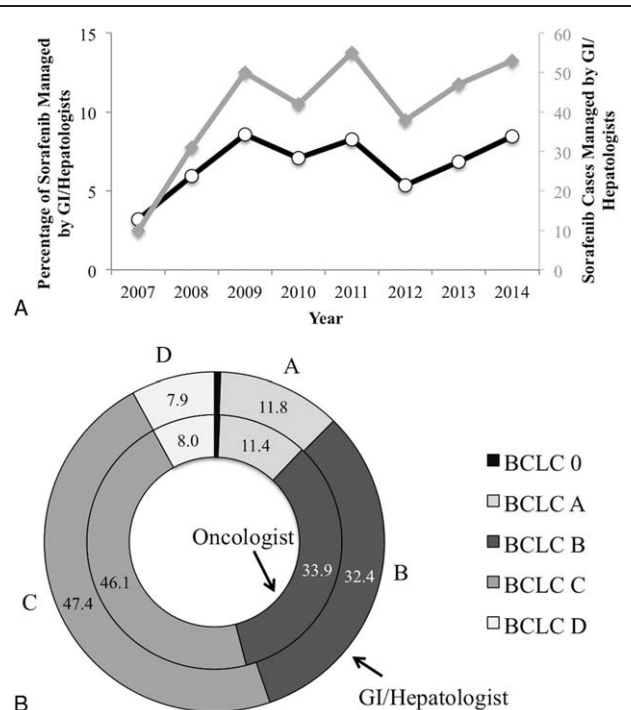 15
10
5
0
Percentage of Sorafenib Managed
by GI/Hepatologists
60
50
40
30
20
10
0
Sorafenib Cases Managed by GI/
Hepatologists
2007 2008 2009 2010 2011 2012 2013 2014
Year
A
D
A
7.9
11.8
8.0
11.4
Oncologist
33.9
32.4
B
46.1
47.4
C
GI/Hepatologist
BCLC 0
BCLC A
BCLC B
BCLC C
BCLC D
B